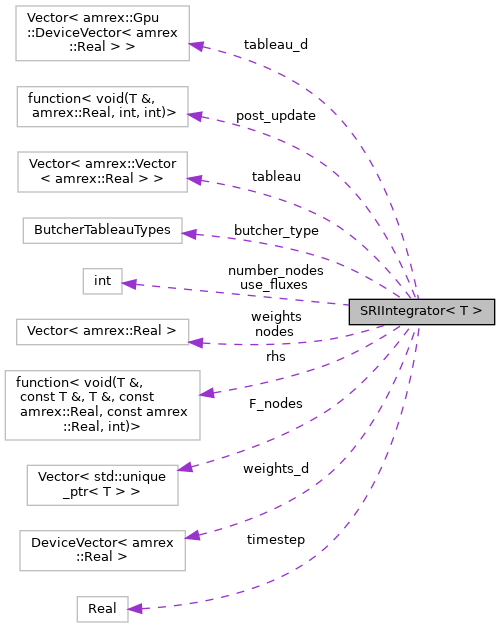 Vector< amrex::Gpu
::DeviceVector< amrex
::Real > >
tableau_d
function< void(T &,
amrex::Real, int, int)>
post_update
Vector< amrex::Vector
< amrex::Real > >
tableau
ButcherTableauTypes
butcher_type
int
number_nodes
use_fluxes
SRIIntegrator< T >
Vector< amrex::Real >
weights
nodes
function< void(T &,
const T &, T &, const
amrex::Real, const amrex
::Real, int)>
rhs
Vector< std::unique
_ptr< T > >
F_nodes
DeviceVector< amrex
::Real >
weights_d
Real
timestep